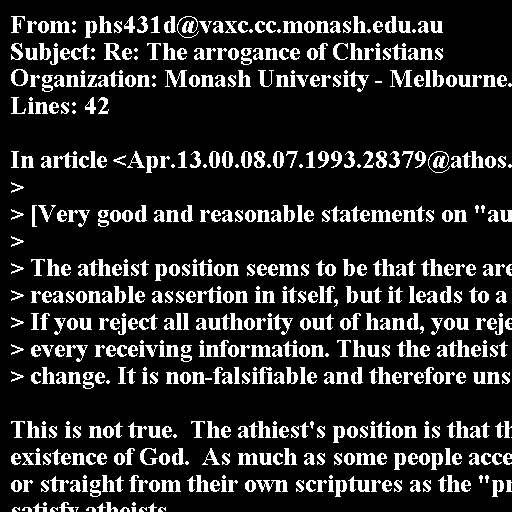 From: phs431d@vaxc.cc.monash.edu.au
Subject: Re: The arrogance of Christians
Organization: Monash University - Melbourne.
Lines: 42

In article <Apr.13.00.08.07.1993.28379@athos.
>
> [Very good and reasonable statements on "au
>
> The atheist position seems to be that there are
> reasonable assertion in itself, but it leads to a
> If you reject all authority out of hand, you reje
> every receiving information. Thus the atheist
> change. It is non-falsifiable and therefore uns

This is not true.  The athiest's position is that th
existence of God.  As much as some people acce
or straight from their own scriptures as the "pr
satisfy atheists